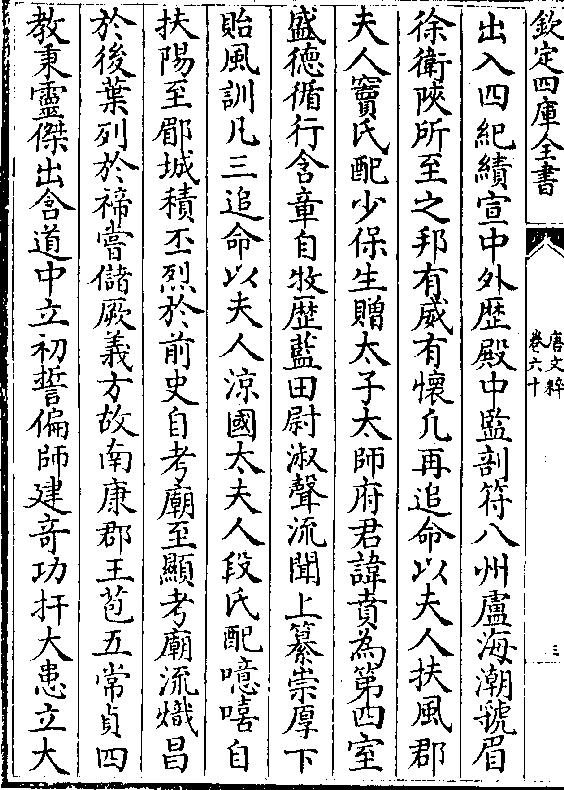 欽定四庫全書
唐文粹
卷六十
三
出入四紀績宣中外歴殿中監剖符八州盧海潮虢眉
徐衛陜所至之邦有威有懷凡再追命以夫人扶風郡
夫人竇氏配少保生贈太子太師府君諱賁為第四室
盛德循行含章自牧歴藍田尉淑聲流聞上纂崇厚下
貽風訓凡三追命以夫人涼國太夫人段氏配噫嘻自
扶陽至郿城積丕烈於前史自考廟至顯考廟流熾昌
於後葉列於禘嘗儲厥義方故南康郡王苞五常貞四
教秉靈傑出含道中立初誓偏師建竒功扞大患立大